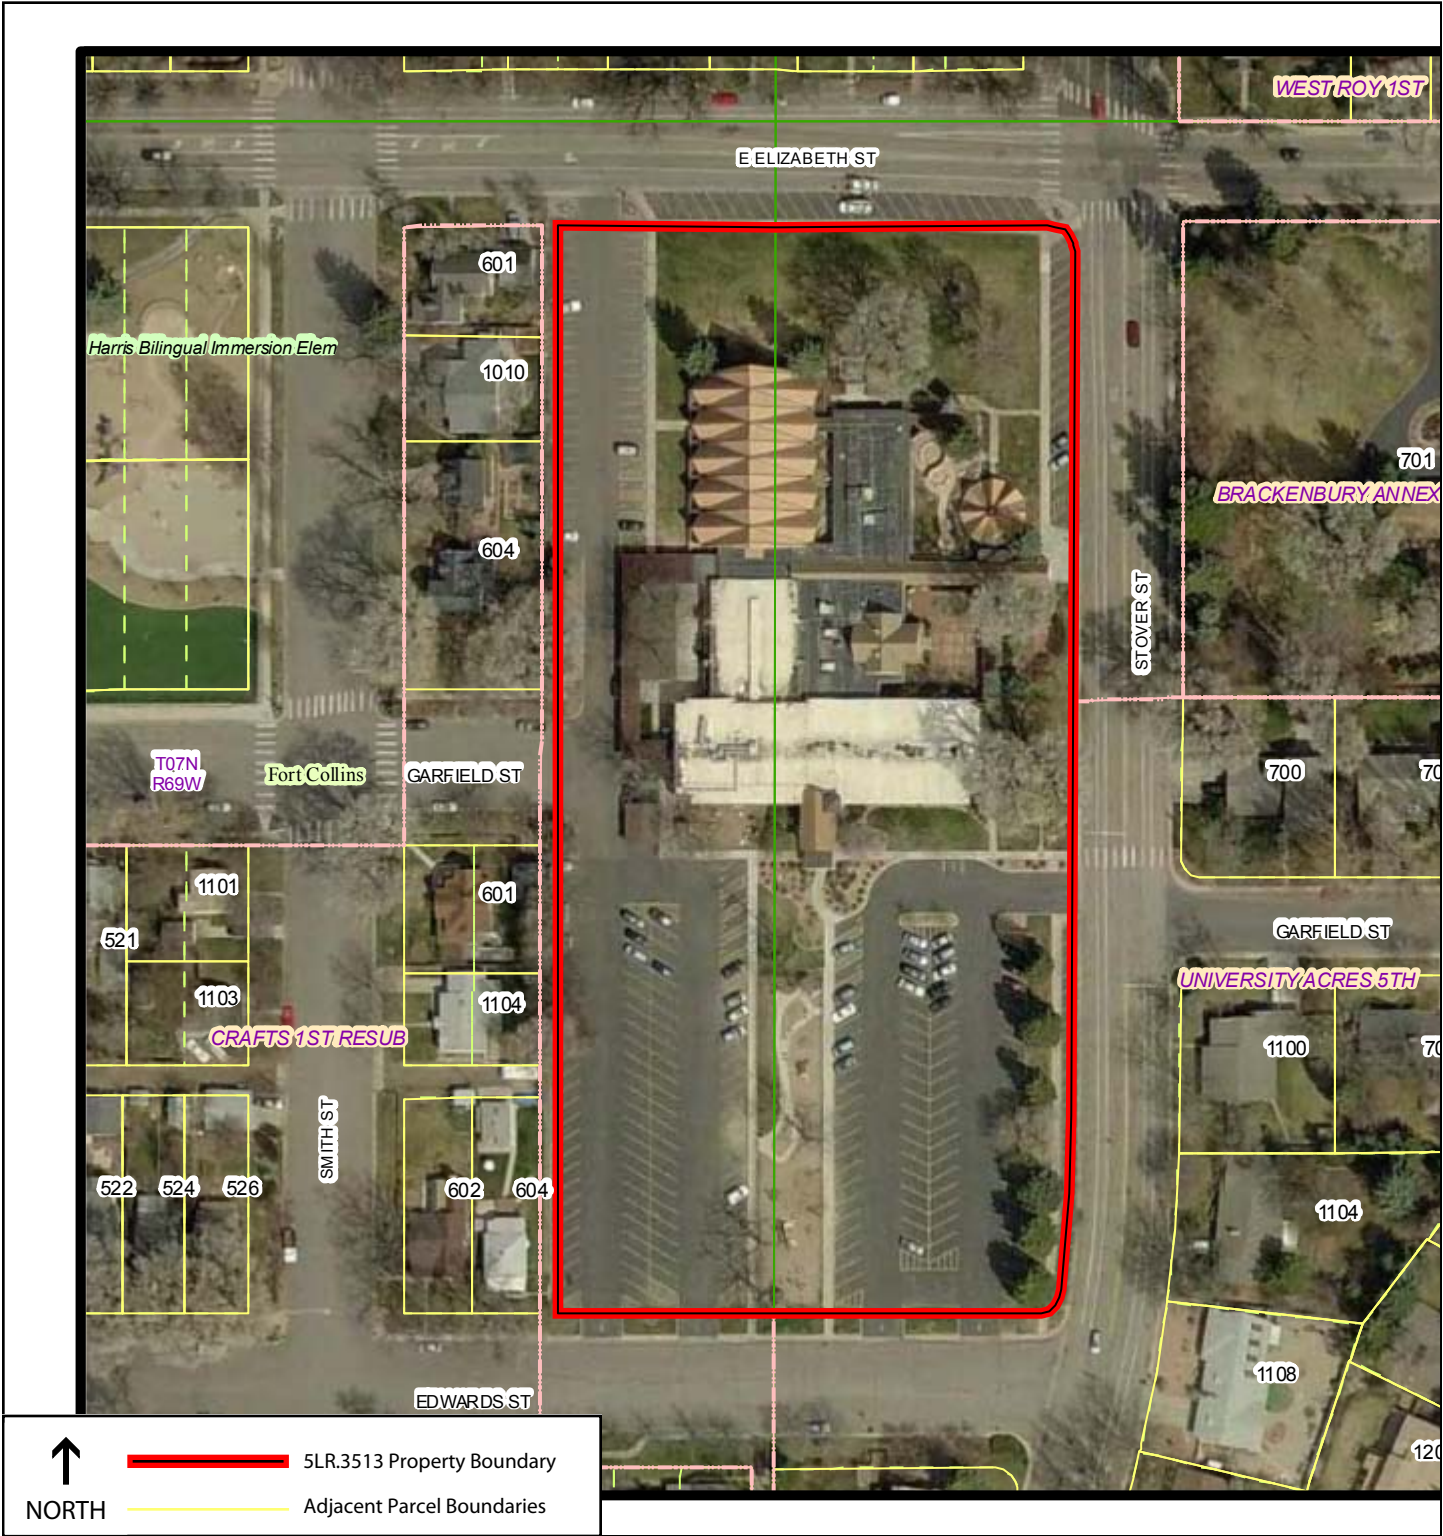 WEST ROY 1ST
E ELIZABETH ST
601
Harris Bilingual Immersion Elem
1010
701
BRACKENBURY ANNEX
604
STOVER ST
T07N
R69W
Fort Collins
GARFIELD ST
700
70
1101
601
521
GARFIELD ST
UNIVERSITY ACRES 5TH
1103
1104
CRAFTS 1ST RESUB
1100
70
SMITH ST
522
524
526
602
604
1104
1108
EDWARDS ST
120
NORTH
5LR.3513 Property Boundary
Adjacent Parcel Boundaries